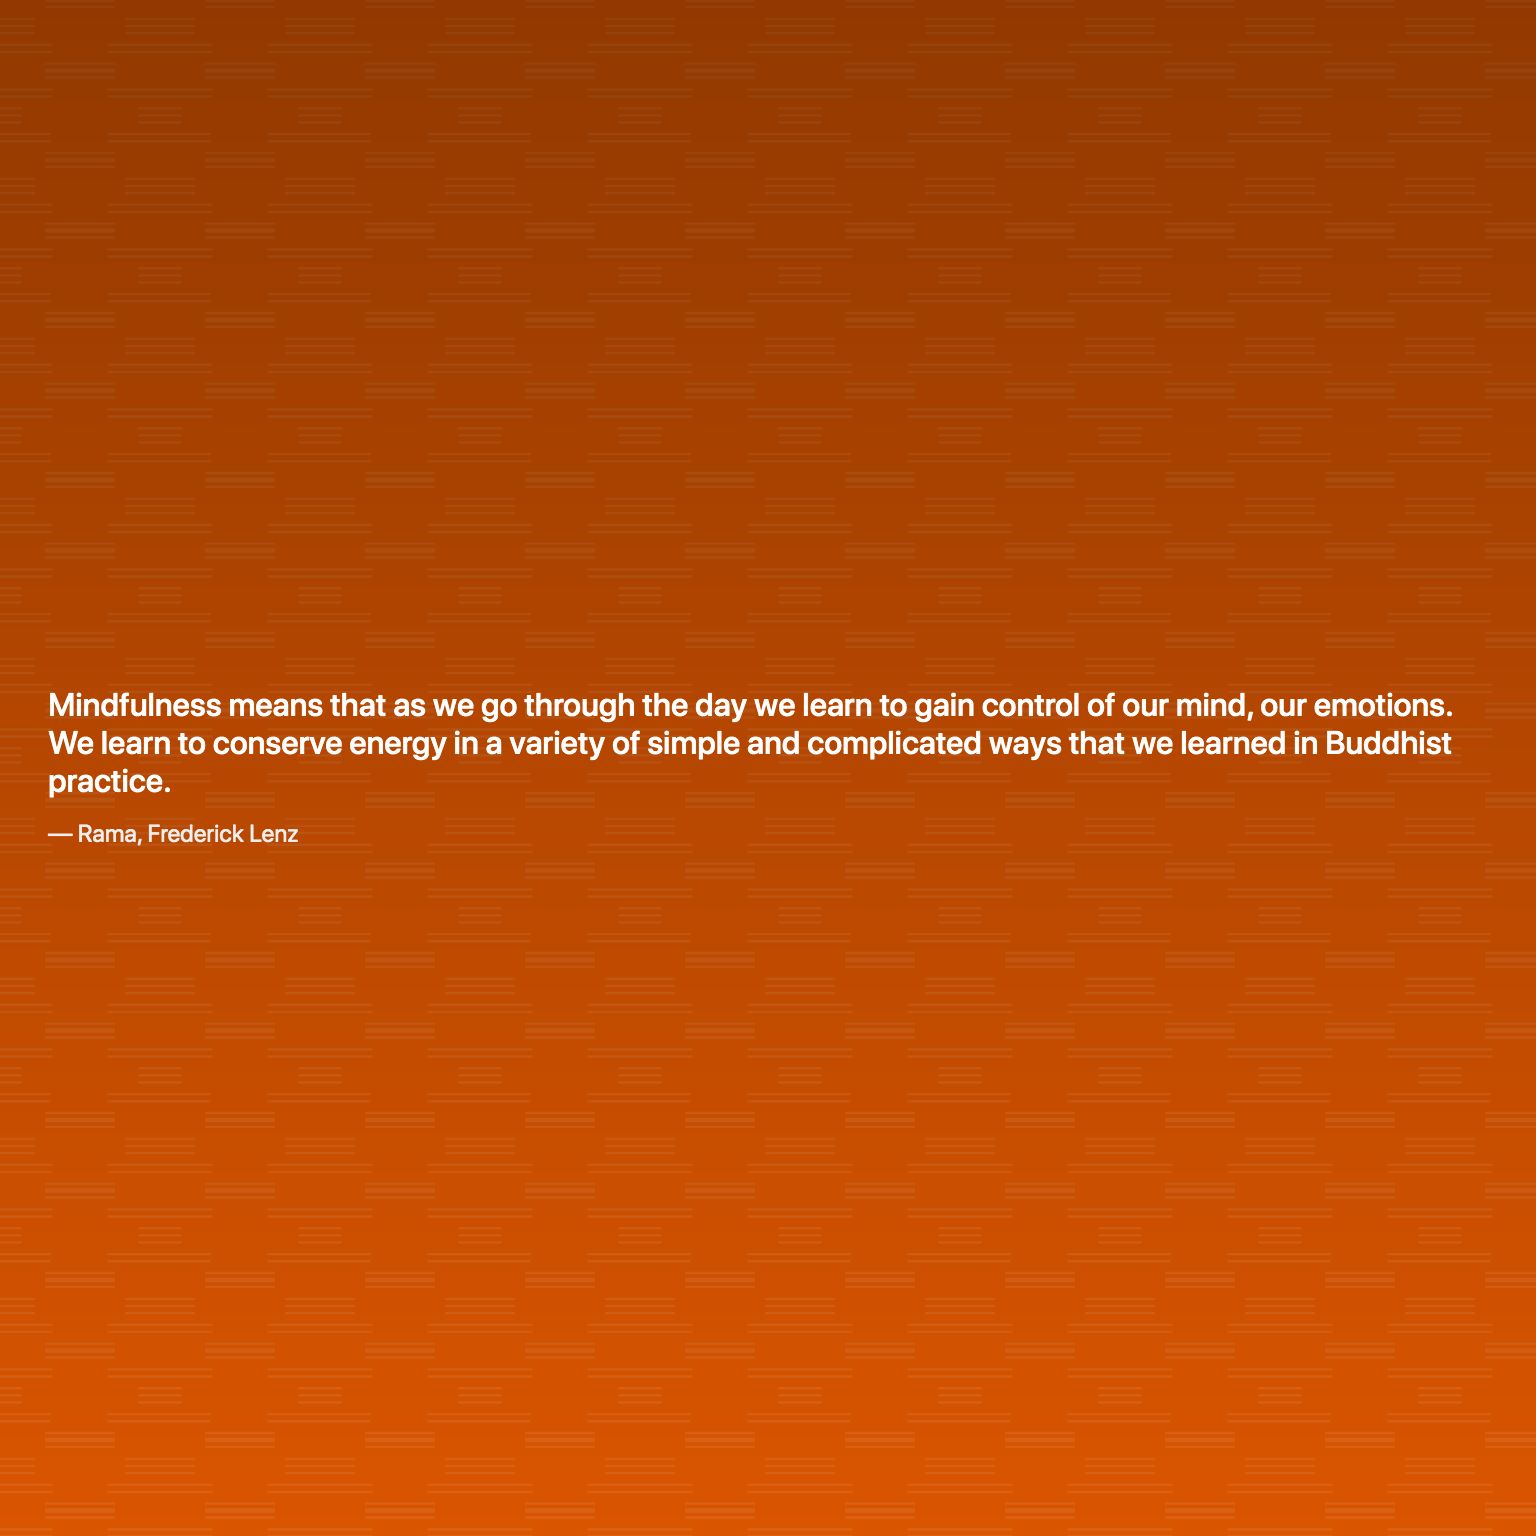 Mindfulness means that as we go through the day we learn to gain control of our mind, our emotions.
We learn to conserve energy in a variety of simple and complicated ways that we learned in Buddhist
practice.
— Rama, Frederick Lenz